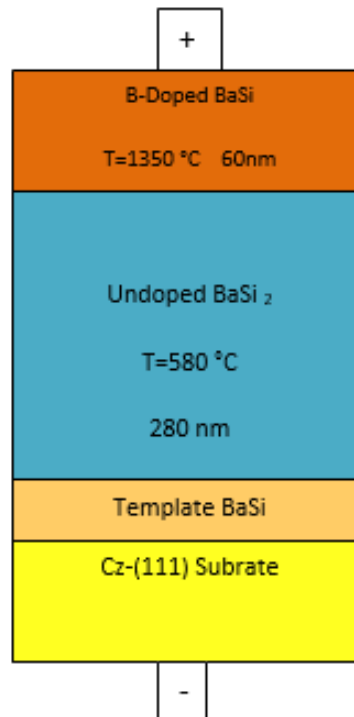 +
B-Doped BaSi
T=1350 °C 60nm
Undoped BaSi ₂
T=580 °C
280 nm
Template BaSi
Cz-(111) Subrate
-